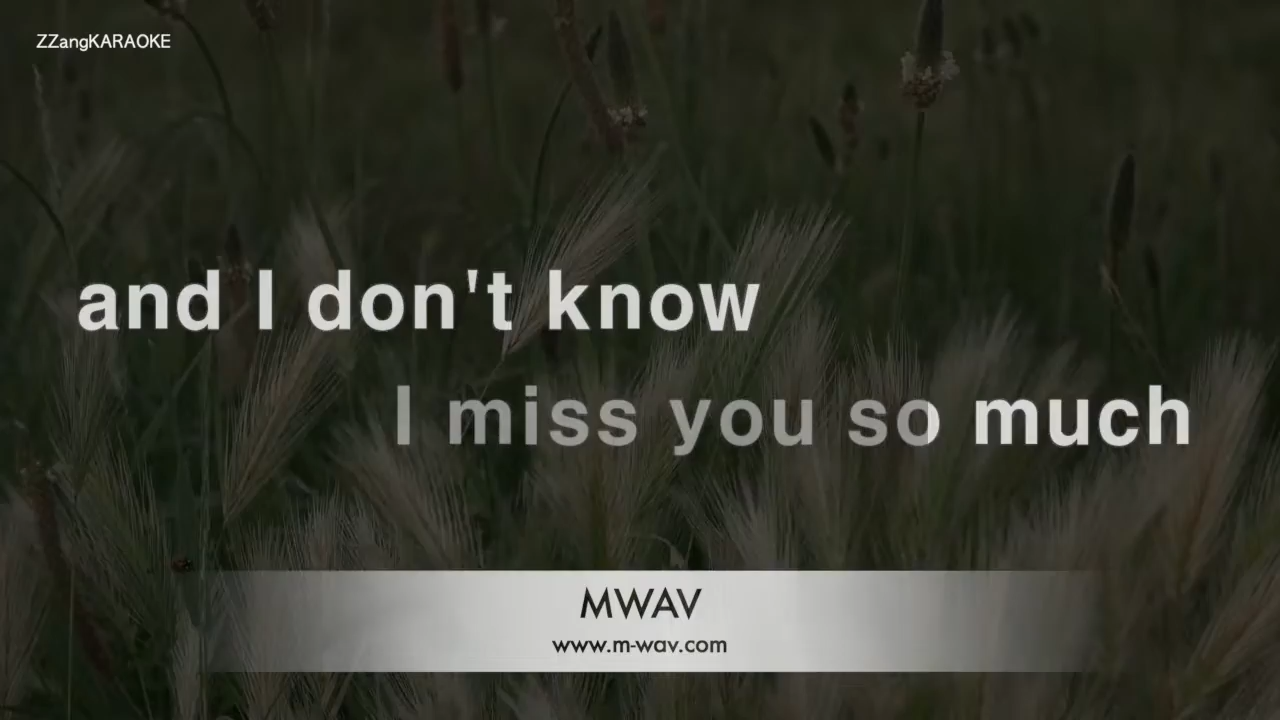 ZZangKARAOKE
and I don't know
I miss you so much
MWAV
www.m-wav.com